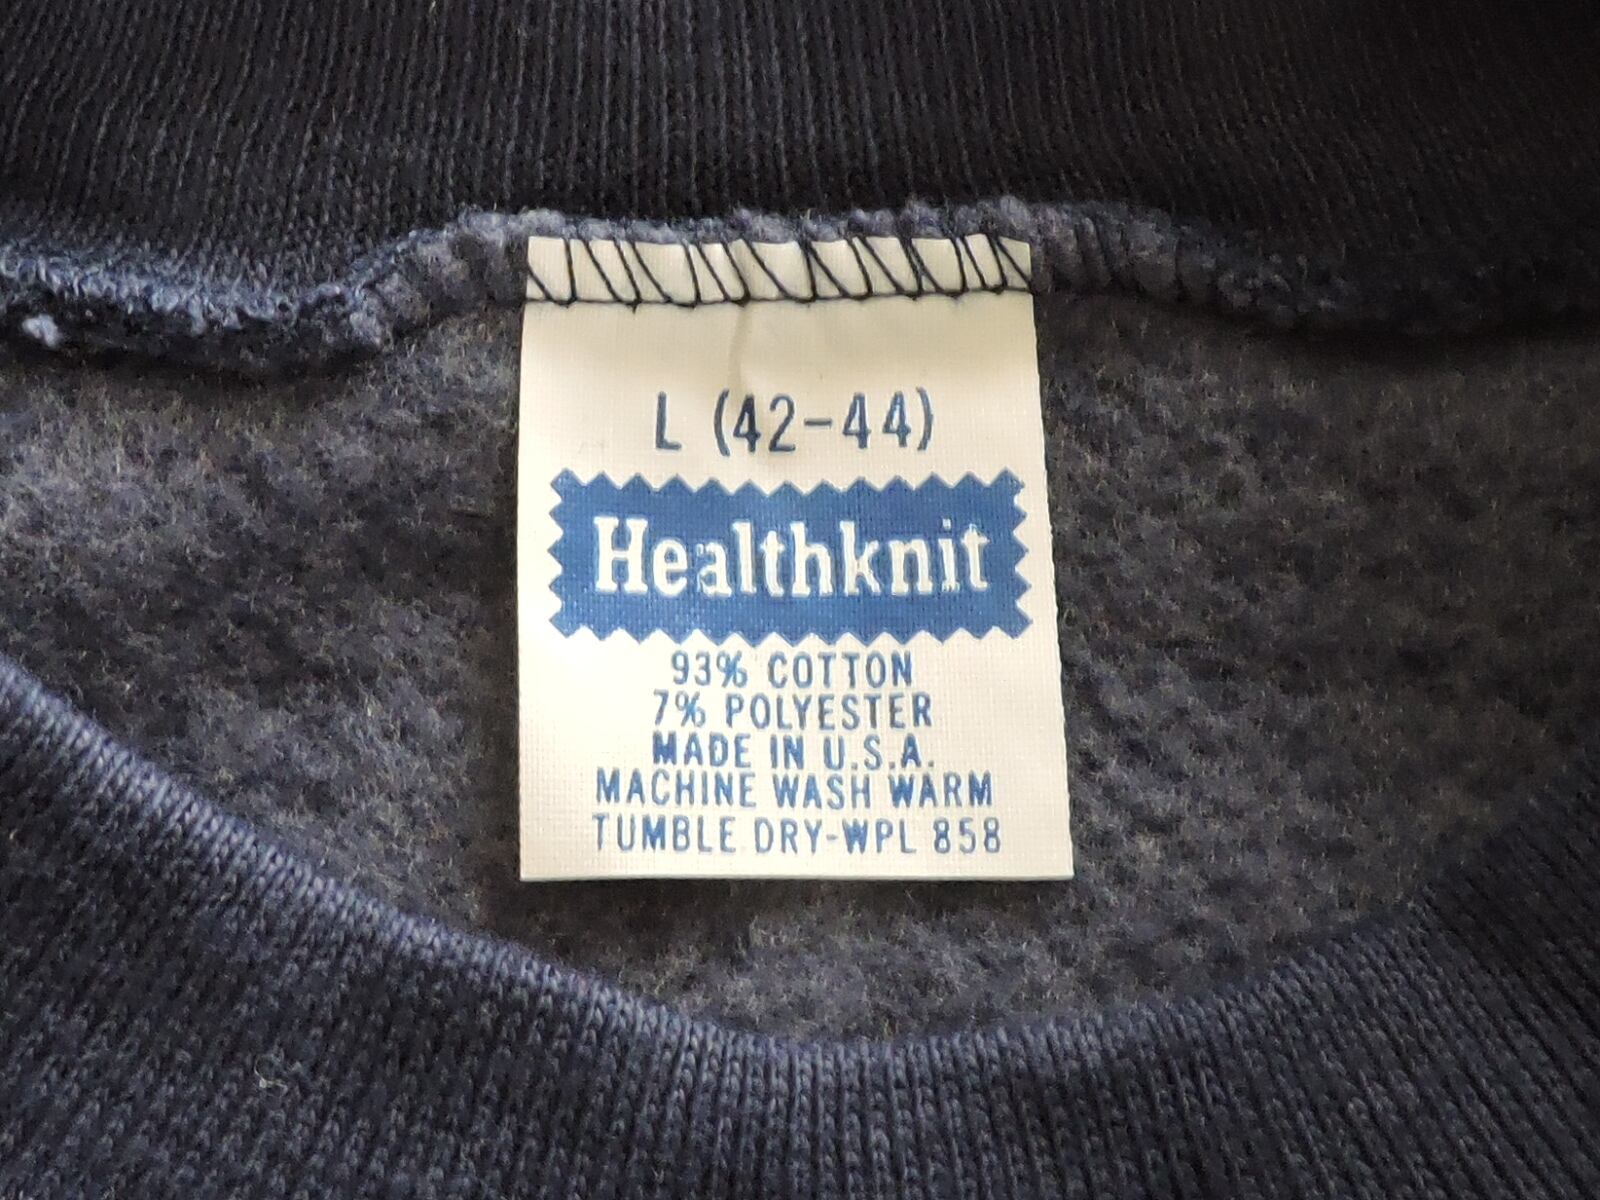 L (42-44)
Healthknit
93% COTTON
7% POLYESTER
MADE IN U.S.A.
MACHINE WASH WARM
TUMBLE DRY-WPL 858